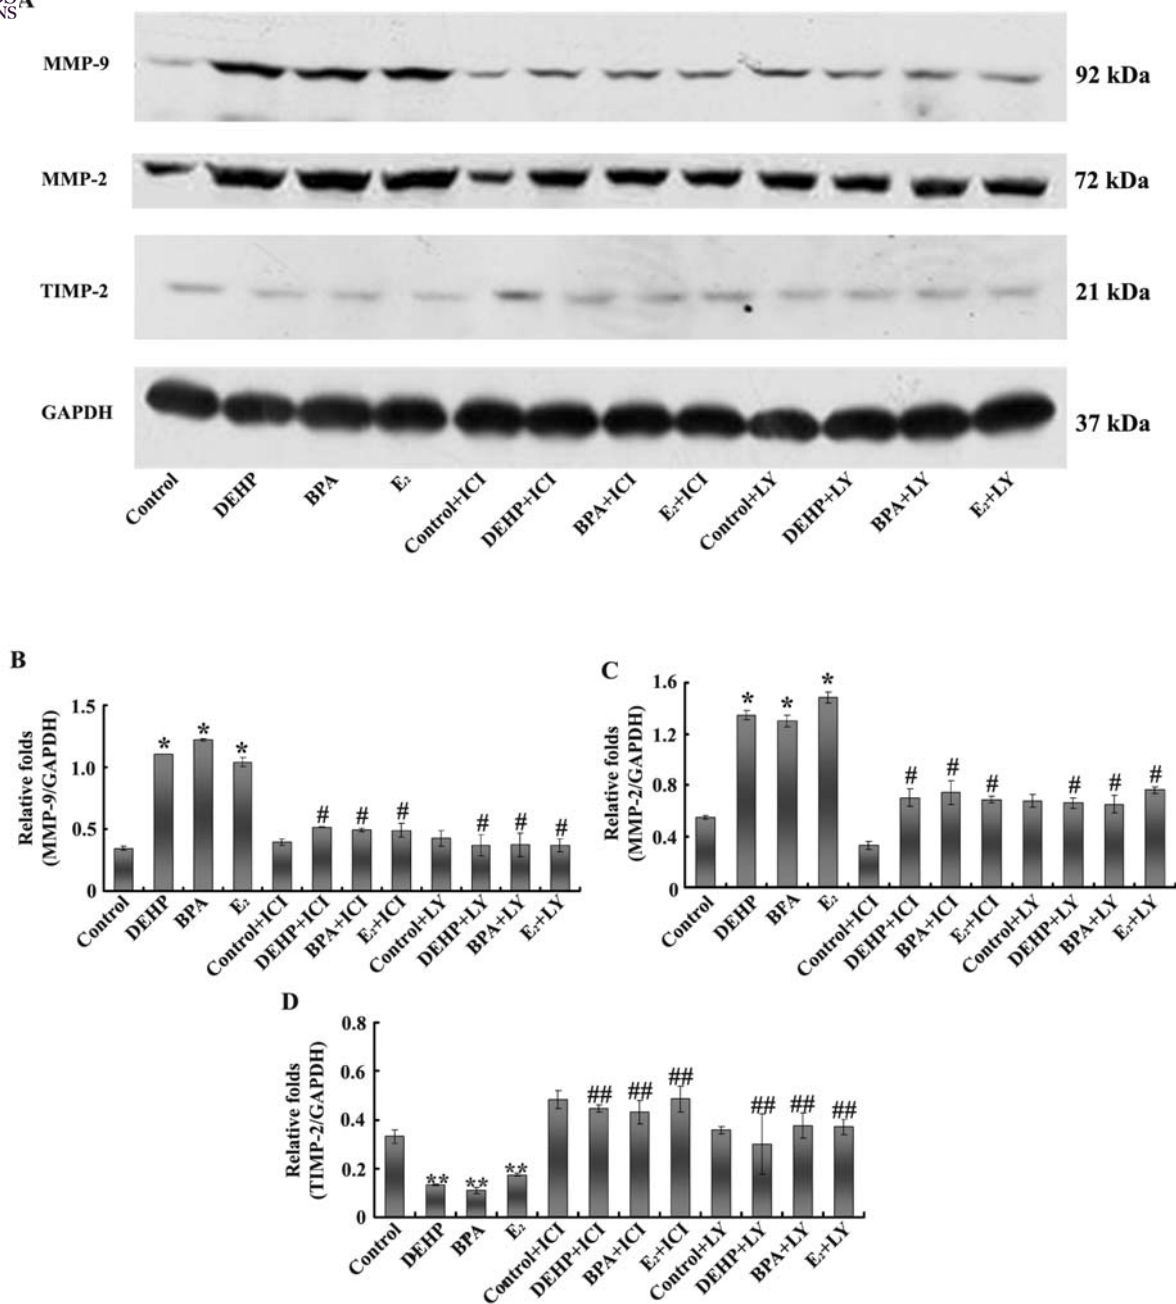 NS
A
MMP-9
92 kDa
MMP-2
72 kDa
TIMP-2
21 kDa
GAPDH
37 kDa
Control DEHP BPA E₂ Control+ICI DEHP+ICI BPA+ICI E₂+ICI Control+LY DEHP+LY BPA+LY E₂+LY
B
Relative folds
(MMP-9/GAPDH)
1.5
1.0
0.5
0
* * * # # # # # #
Control DEHP BPA E₂ Control+ICI DEHP+ICI BPA+ICI E₂+ICI Control+LY DEHP+LY BPA+LY E₂+LY
C
Relative folds
(MMP-2/GAPDH)
1.6
1.2
0.8
0.4
0
* * * # # # # # #
Control DEHP BPA E₂ Control+ICI DEHP+ICI BPA+ICI E₂+ICI Control+LY DEHP+LY BPA+LY E₂+LY
D
Relative folds
(TIMP-2/GAPDH)
0.8
0.6
0.4
0.2
0
** ** ** ## ## ## ## ## ##
Control DEHP BPA E₂ Control+ICI DEHP+ICI BPA+ICI E₂+ICI Control+LY DEHP+LY BPA+LY E₂+LY